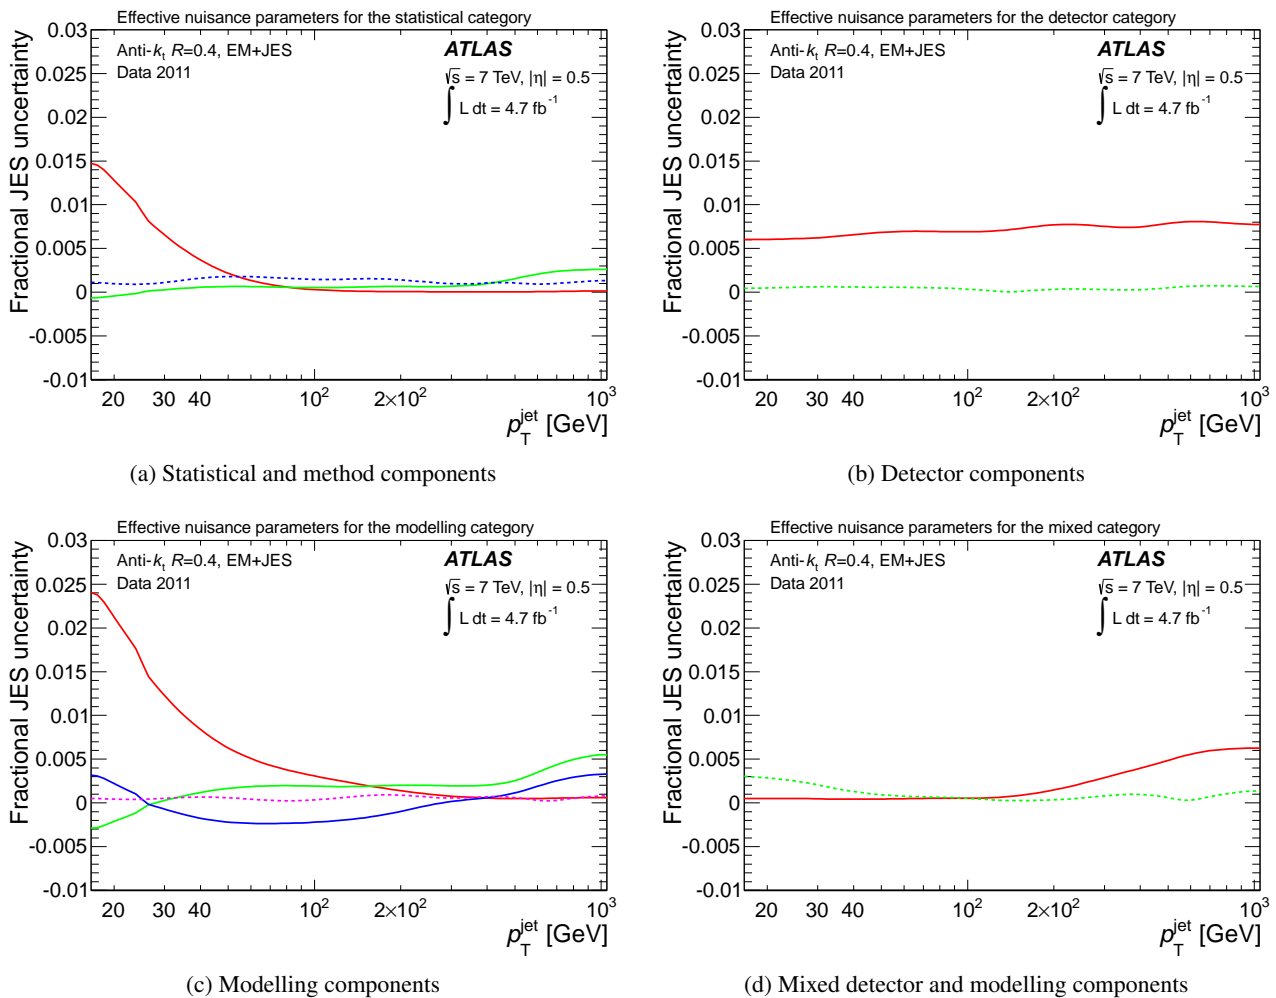 Effective nuisance parameters for the statistical category
Fractional JES uncertainty
0.03
0.025
0.02
0.015
0.01
0.005
0
-0.005
-0.01
Anti-kt R=0.4, EM+JES
Data 2011
ATLAS
√s = 7 TeV, |η| = 0.5
∫ L dt = 4.7 fb-1
20 30 40 10² 2×10² 10³
pTjet [GeV]
(a) Statistical and method components
Effective nuisance parameters for the detector category
Fractional JES uncertainty
0.03
0.025
0.02
0.015
0.01
0.005
0
-0.005
-0.01
Anti-kt R=0.4, EM+JES
Data 2011
ATLAS
√s = 7 TeV, |η| = 0.5
∫ L dt = 4.7 fb-1
20 30 40 10² 2×10² 10³
pTjet [GeV]
(b) Detector components
Effective nuisance parameters for the modelling category
Fractional JES uncertainty
0.03
0.025
0.02
0.015
0.01
0.005
0
-0.005
-0.01
Anti-kt R=0.4, EM+JES
Data 2011
ATLAS
√s = 7 TeV, |η| = 0.5
∫ L dt = 4.7 fb-1
20 30 40 10² 2×10² 10³
pTjet [GeV]
(c) Modelling components
Effective nuisance parameters for the mixed category
Fractional JES uncertainty
0.03
0.025
0.02
0.015
0.01
0.005
0
-0.005
-0.01
Anti-kt R=0.4, EM+JES
Data 2011
ATLAS
√s = 7 TeV, |η| = 0.5
∫ L dt = 4.7 fb-1
20 30 40 10² 2×10² 10³
pTjet [GeV]
(d) Mixed detector and modelling components